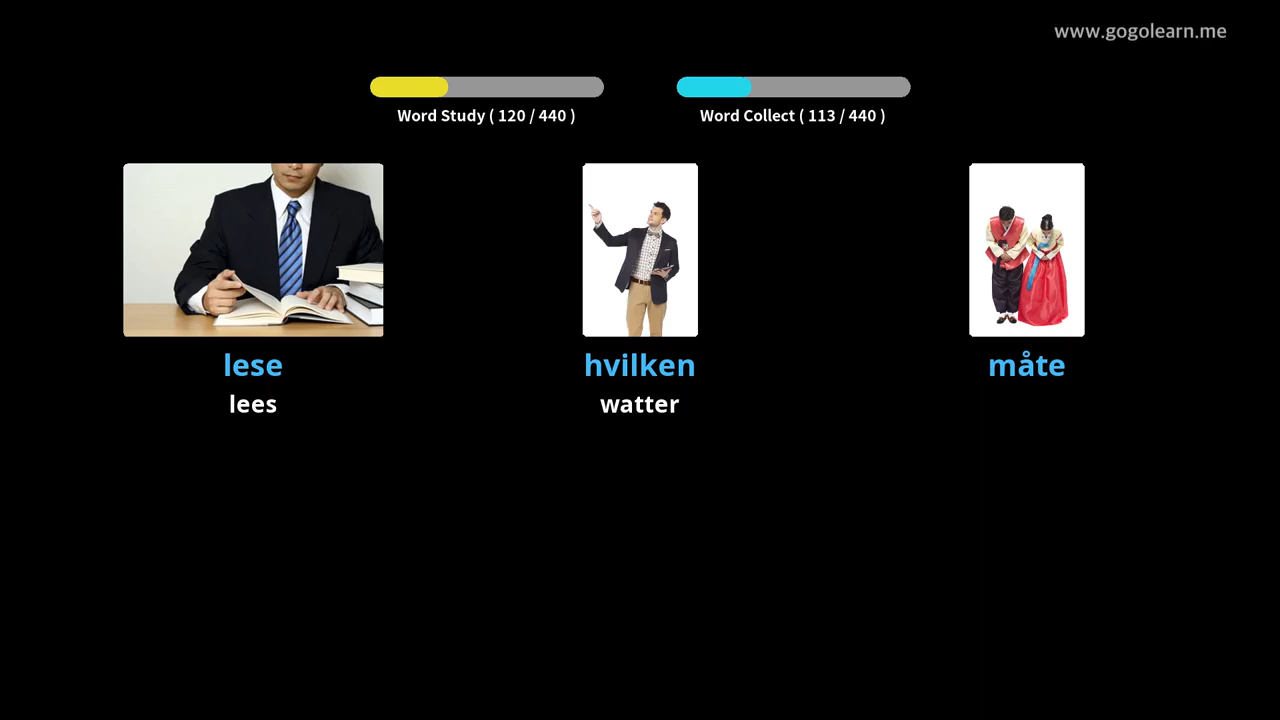 www.gogolearn.me
Word Study ( 120 / 440 )
Word Collect ( 113 / 440 )
lese
hvilken
måte
lees
watter